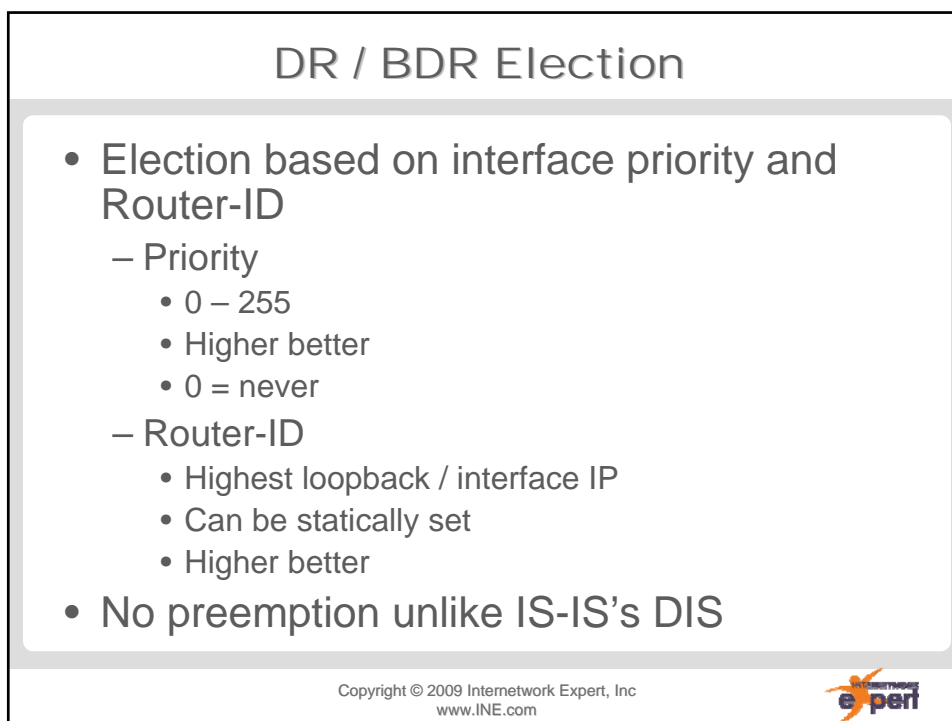 DR / BDR Election
• Election based on interface priority and
Router-ID
– Priority
• 0 – 255
• Higher better
• 0 = never
– Router-ID
• Highest loopback / interface IP
• Can be statically set
• Higher better
• No preemption unlike IS-IS's DIS
Copyright © 2009 Internetwork Expert, Inc
www.INE.com
INTERNETWORK
expert